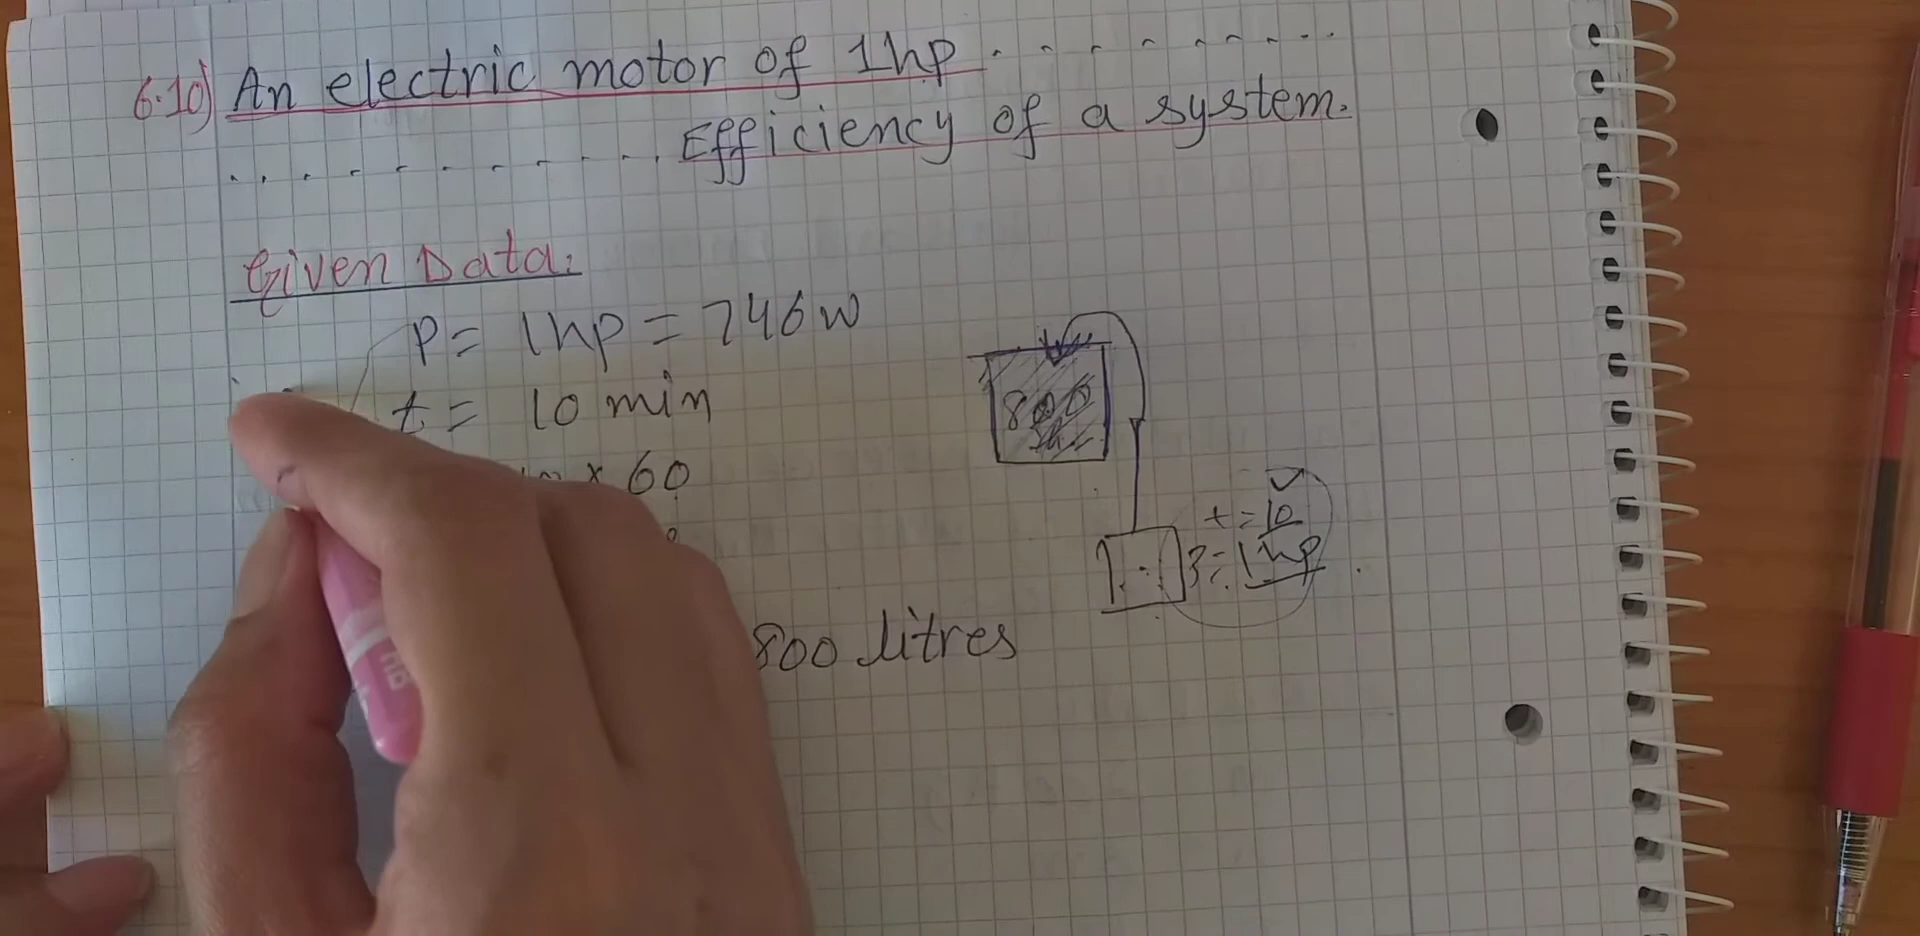 6.10) An electric motor of 1hp ..........
........... Efficiency of a system.
Given Data:
P = 1hp = 746w
t = 10 min
x 60
800 litres
800
t = 10
= 1hp